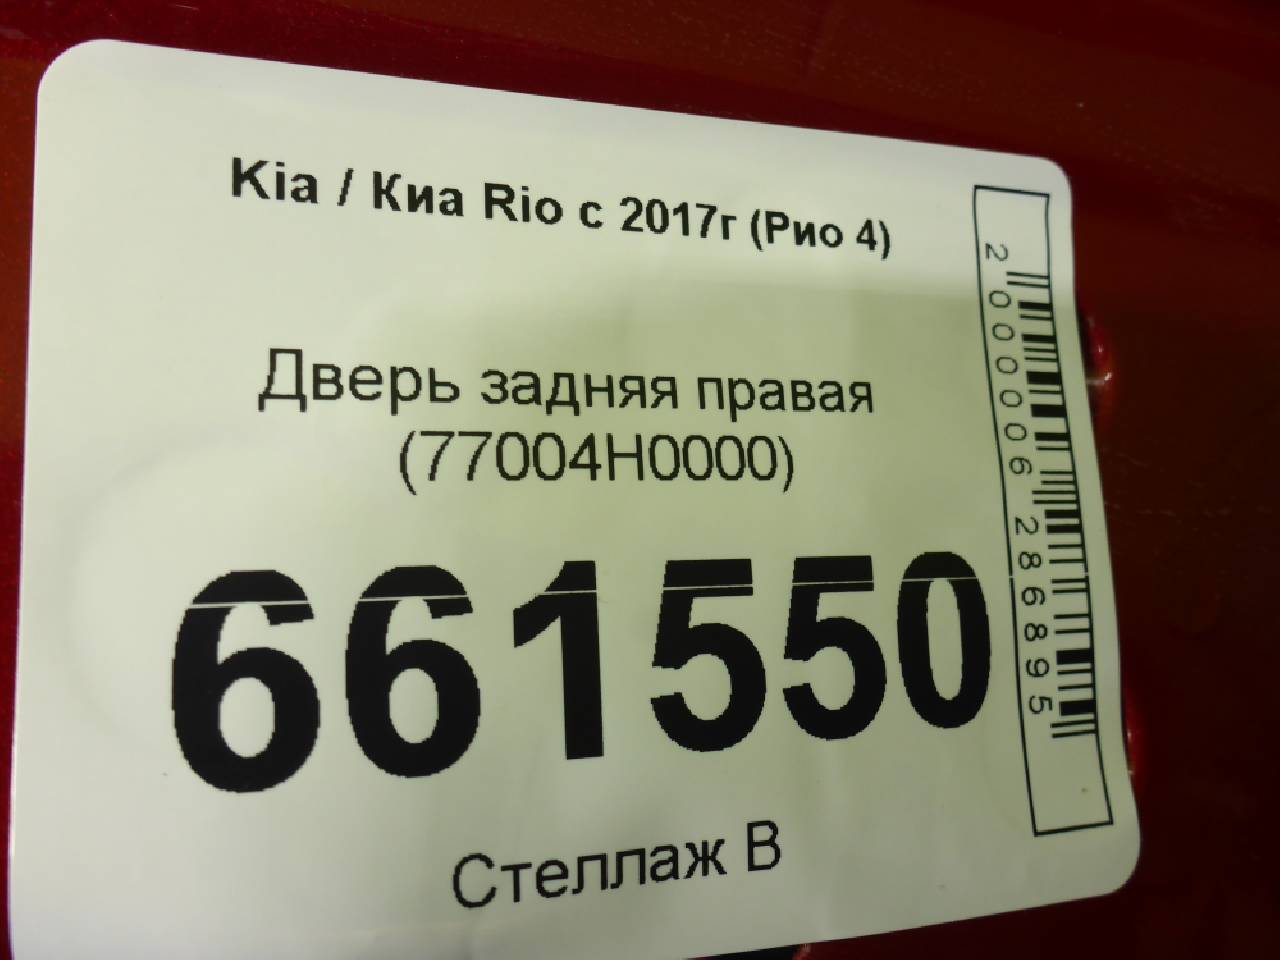 Kia / Киа Rio с 2017г (Рио 4)
Дверь задняя правая
(77004H0000)
661550
Стеллаж В
2000006286895